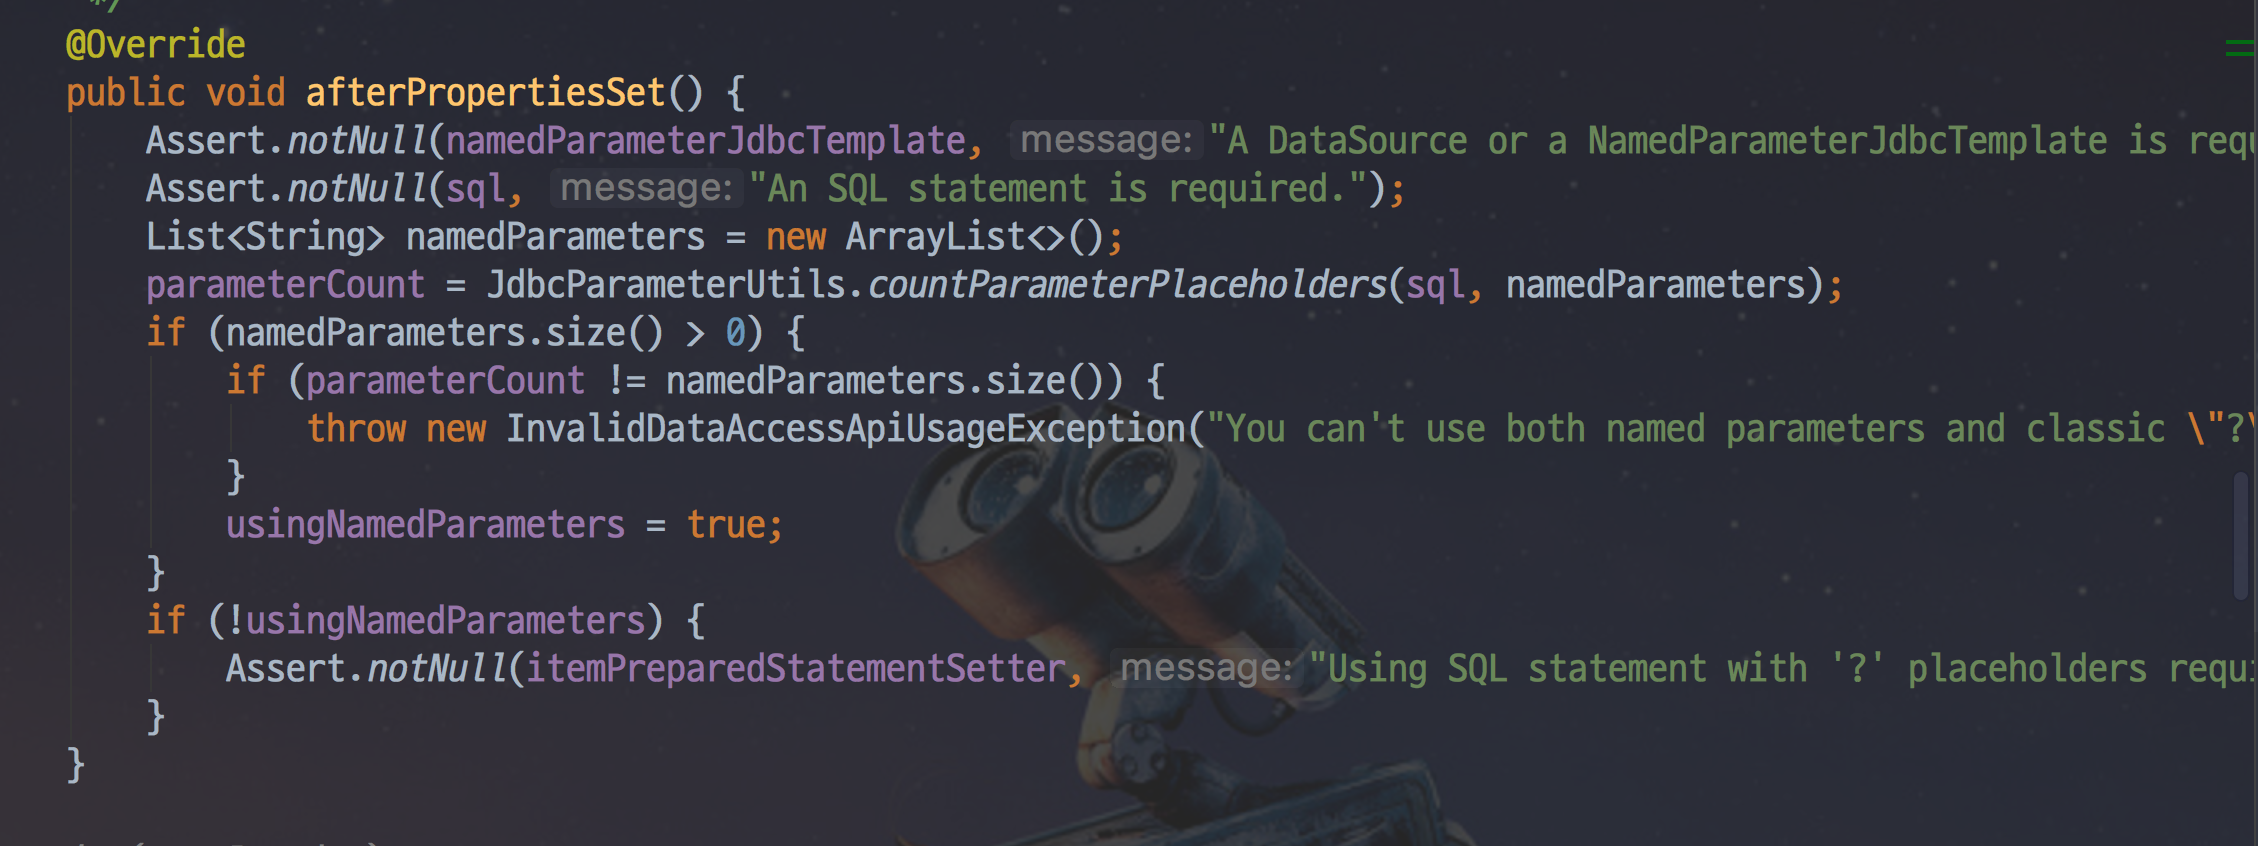 */
@Override
public void afterPropertiesSet() {
    Assert.notNull(namedParameterJdbcTemplate, message: "A DataSource or a NamedParameterJdbcTemplate is
    Assert.notNull(sql, message: "An SQL statement is required.");
    List<String> namedParameters = new ArrayList<>();
    parameterCount = JdbcParameterUtils.countParameterPlaceholders(sql, namedParameters);
    if (namedParameters.size() > 0) {
        if (parameterCount != namedParameters.size()) {
            throw new InvalidDataAccessApiUsageException("You can't use both named parameters and classic \"?\
        }
        usingNamedParameters = true;
    }
    if (!usingNamedParameters) {
        Assert.notNull(itemPreparedStatementSetter, message: "Using SQL statement with '?' placeholders
    }
}